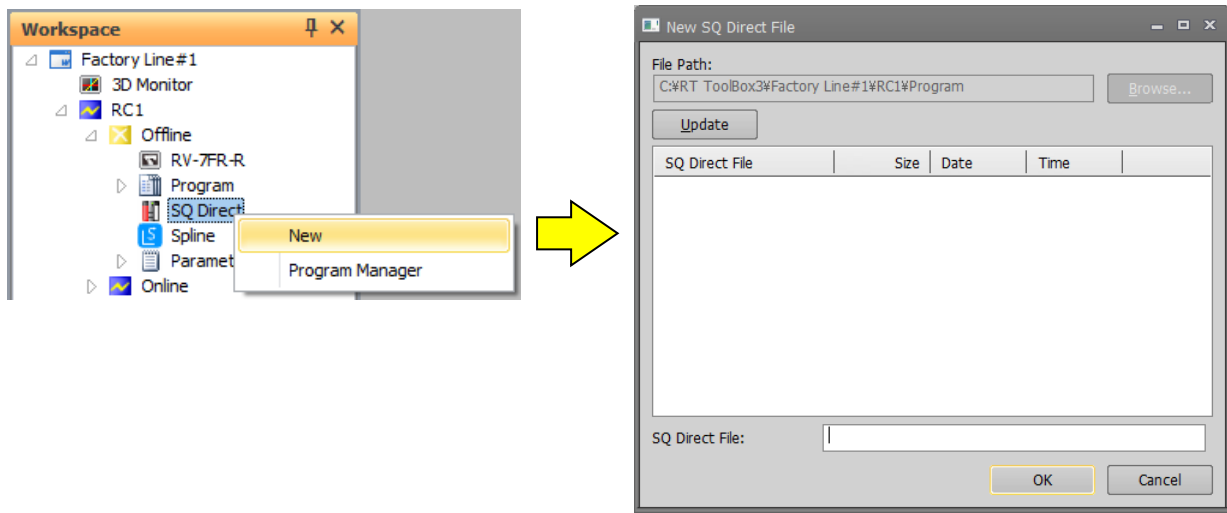 Workspace
Factory Line#1
3D Monitor
RC1
Offline
RV-7FR-R
Program
SQ Direct
Spline
Paramet
Online
New
Program Manager
New SQ Direct File
File Path:
C:¥RT ToolBox3¥Factory Line#1¥RC1¥Program
Browse...
Update
SQ Direct File Size Date Time
SQ Direct File:
OK Cancel